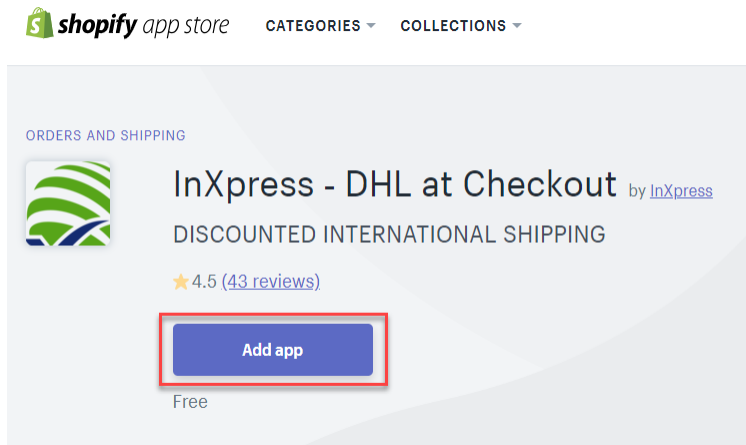 shopify app store CATEGORIES COLLECTIONS
ORDERS AND SHIPPING
InXpress - DHL at Checkout by InXpress
DISCOUNTED INTERNATIONAL SHIPPING
4.5 (43 reviews)
Add app
Free